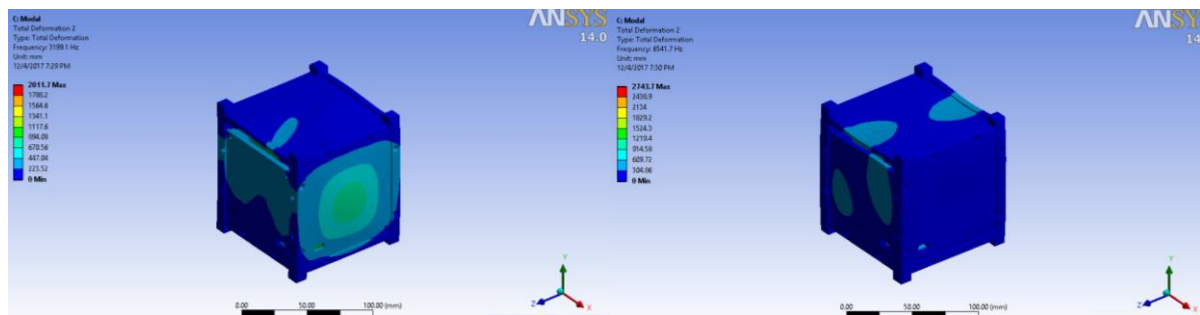 C: Modal
Total Deformation 2
Type: Total Deformation
Frequency: 3199.1 Hz
Unit: mm
12/4/2017 7:29 PM
2011.7 Max
1788.2
1564.6
1341.1
1117.6
894.08
670.56
447.04
223.52
0 Min
ANSYS
14.0
Y
Z
X
0.00
50.00
100.00 (mm)
C: Modal
Total Deformation 2
Type: Total Deformation
Frequency: 6541.7 Hz
Unit: mm
12/4/2017 7:30 PM
2743.7 Max
2438.9
2134
1829.2
1524.3
1219.4
914.58
609.72
304.86
0 Min
ANSYS
14
Y
Z
X
0.00
50.00
100.00 (mm)